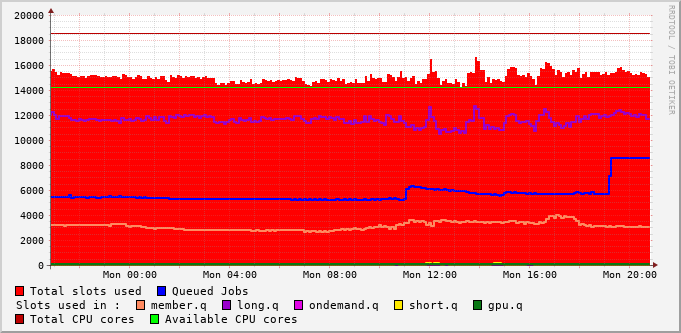 20000
18000
16000
14000
12000
10000
8000
6000
4000
2000
0
Mon 00:00 Mon 04:00 Mon 08:00 Mon 12:00 Mon 16:00 Mon 20:00
RRDTOOL / TOBI OETIKER
Total slots used Queued Jobs
Slots used in : member.q long.q ondemand.q short.q gpu.q
Total CPU cores Available CPU cores